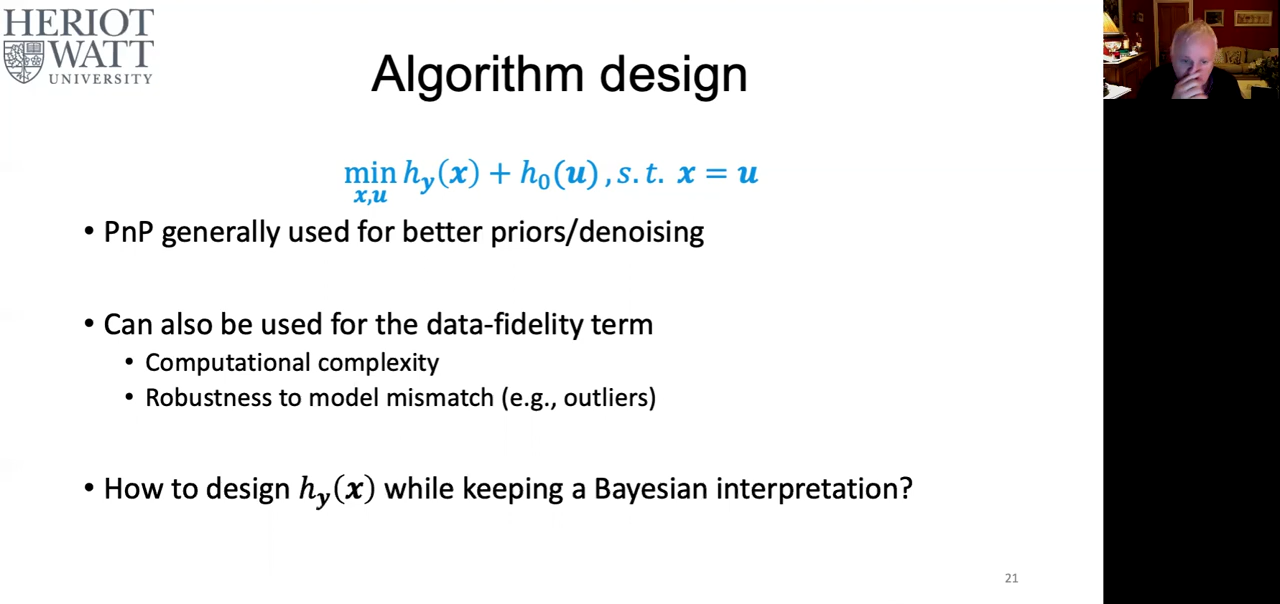 HERIOT
WATT
UNIVERSITY
Algorithm design
min h_y(x) + h_0(u), s.t. x = u
x,u
• PnP generally used for better priors/denoising
• Can also be used for the data-fidelity term
• Computational complexity
• Robustness to model mismatch (e.g., outliers)
• How to design h_y(x) while keeping a Bayesian interpretation?
21